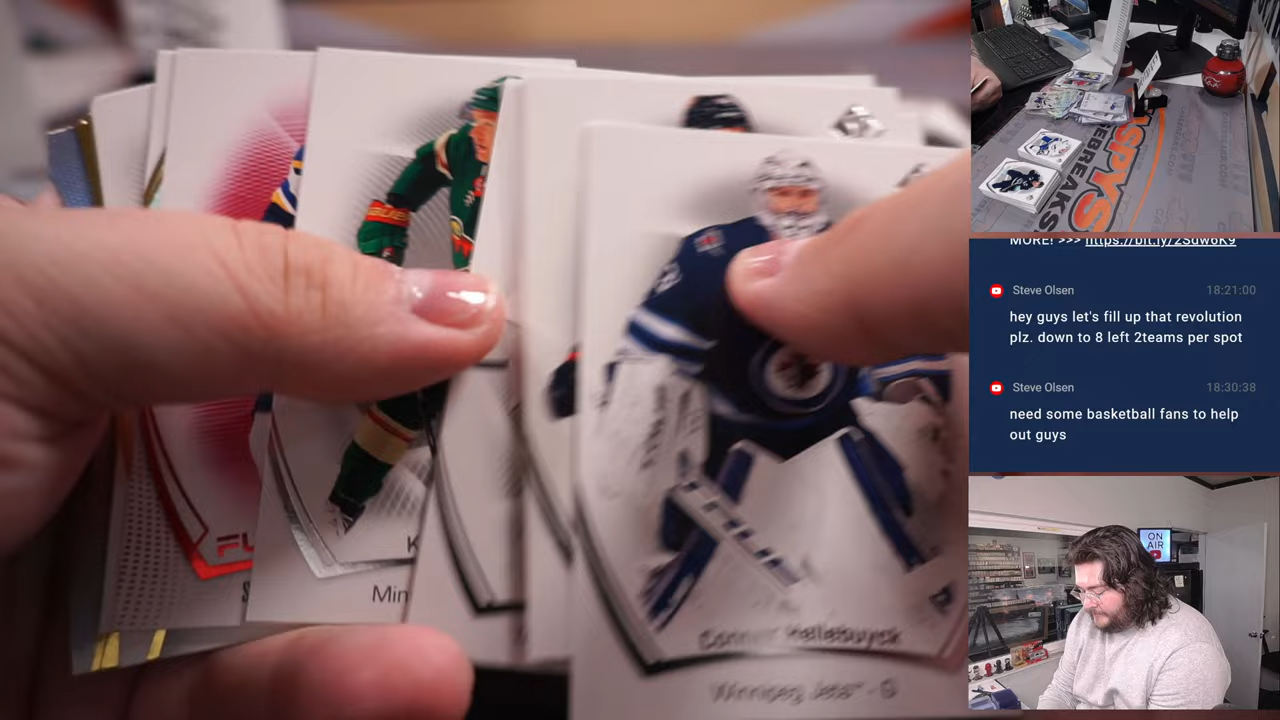 MORE! >>> https://bit.ly/2Sdw6K9
Steve Olsen 18:21:00
hey guys let's fill up that revolution
plz. down to 8 left 2teams per spot
Steve Olsen 18:30:38
need some basketball fans to help
out guys
ON
AIR
FU
K
Min
Connor Hellebuyck
Winnipeg Jets™ - G